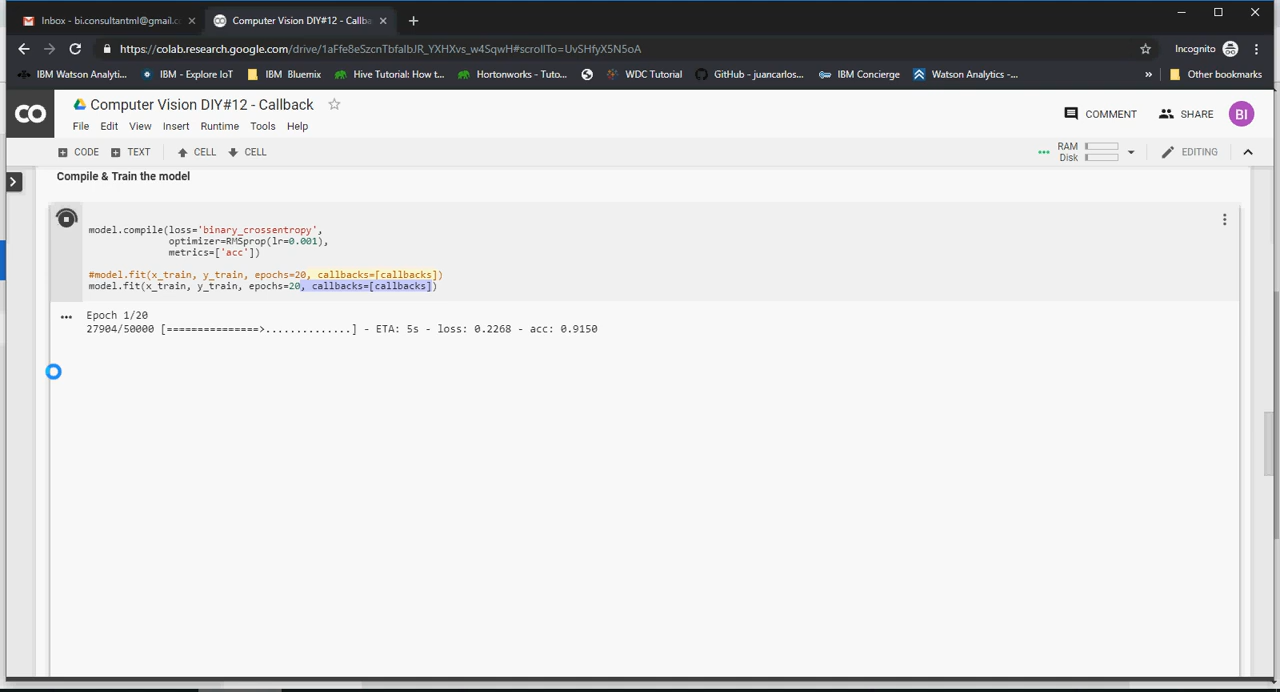 Inbox - bi.consultantml@gmail.c
Computer Vision DIY#12 - Callba
https://colab.research.google.com/drive/1aFfe8eSzcnTbfalbJR_YXHXvs_w4SqwH#scrollTo=UvSHfyX5N5oA
Incognito
IBM Watson Analyti...
IBM - Explore IoT
IBM Bluemix
Hive Tutorial: How t...
Hortonworks - Tuto...
WDC Tutorial
GitHub - juancarlos...
IBM Concierge
Watson Analytics -...
»
Other bookmarks
CO
Computer Vision DIY#12 - Callback
COMMENT
SHARE
BI
File Edit View Insert Runtime Tools Help
CODE TEXT CELL CELL
RAM
Disk
EDITING
Compile & Train the model
model.compile(loss='binary_crossentropy',
optimizer=RMSprop(lr=0.001),
metrics=['acc'])
#model.fit(x_train, y_train, epochs=20, callbacks=[callbacks])
model.fit(x_train, y_train, epochs=20, callbacks=[callbacks])
Epoch 1/20
27904/50000 [===============>..............] - ETA: 5s - loss: 0.2268 - acc: 0.9150